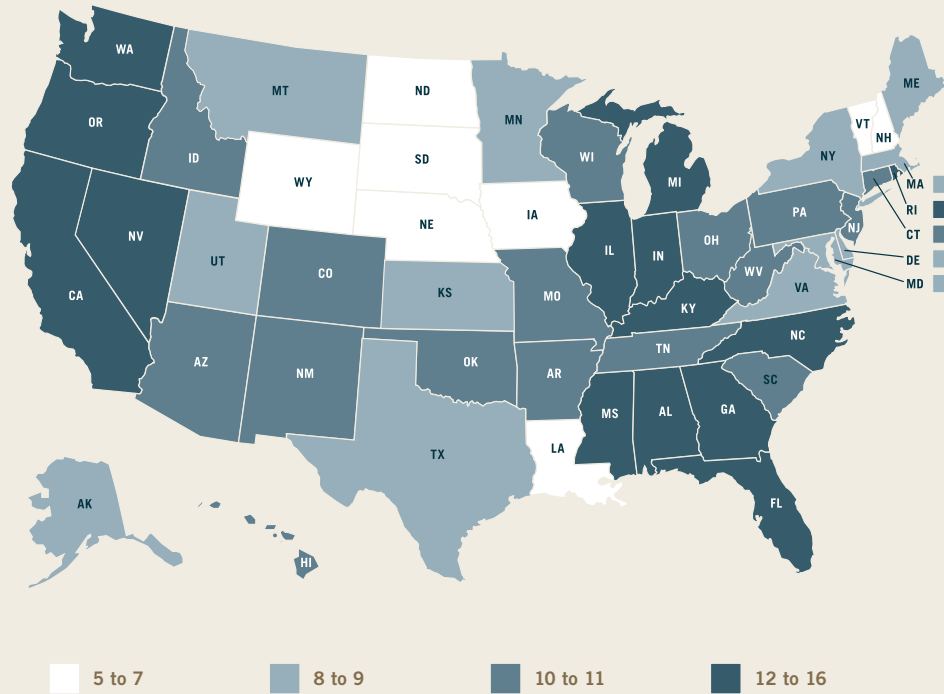 WA
ME
MT
ND
VT
MN
OR
NH
NY
ID
SD
WI
WY
MI
MA
RI
PA
IA
NE
NJ
CT
NV
OH
IL
IN
DE
UT
WV
CO
MD
VA
CA
KS
MO
KY
NC
TN
AZ
OK
NM
AR
SC
GA
MS
AL
LA
TX
AK
FL
HI
5 to 7
8 to 9
10 to 11
12 to 16